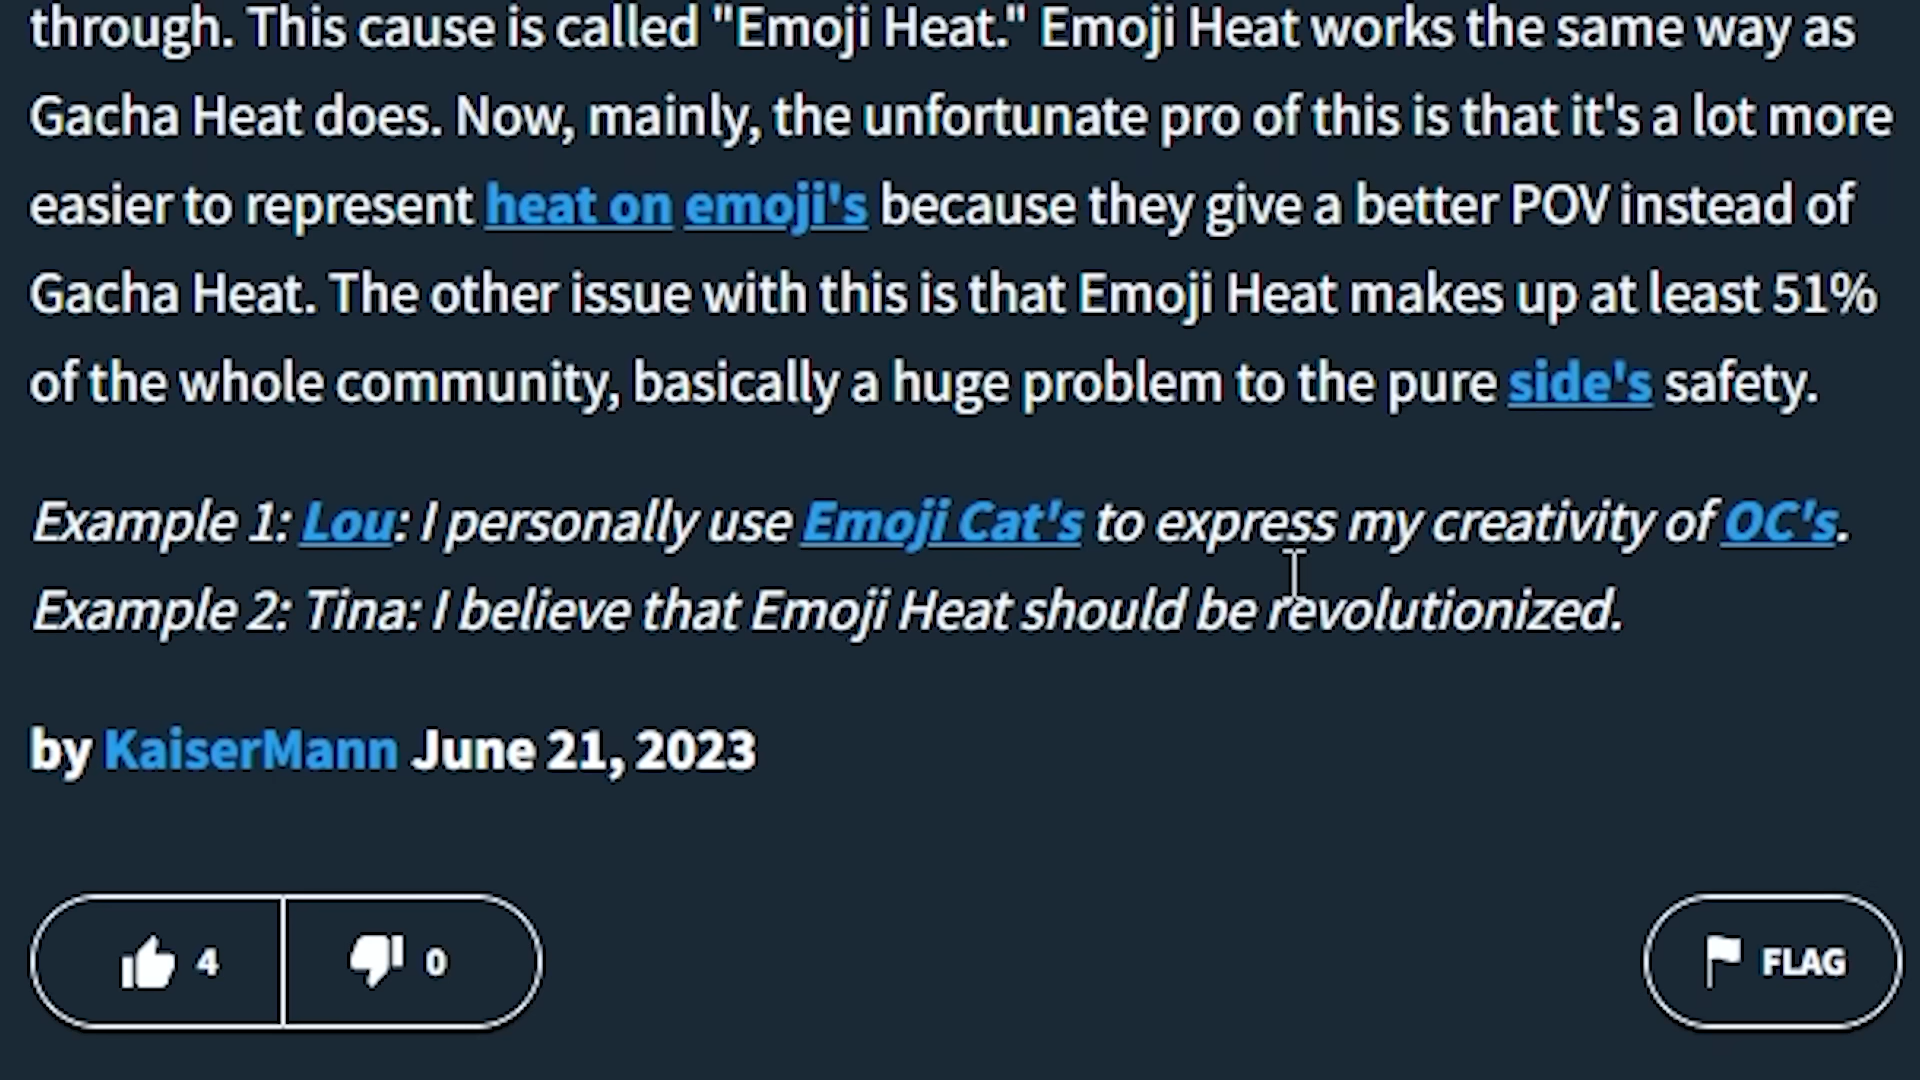 through. This cause is called "Emoji Heat." Emoji Heat works the same way as
Gacha Heat does. Now, mainly, the unfortunate pro of this is that it's a lot more
easier to represent heat on emoji's because they give a better POV instead of
Gacha Heat. The other issue with this is that Emoji Heat makes up at least 51%
of the whole community, basically a huge problem to the pure side's safety.
Example 1: Lou: I personally use Emoji Cat's to express my creativity of OC's.
Example 2: Tina: I believe that Emoji Heat should be revolutionized.
by KaiserMann June 21, 2023
4 0 FLAG